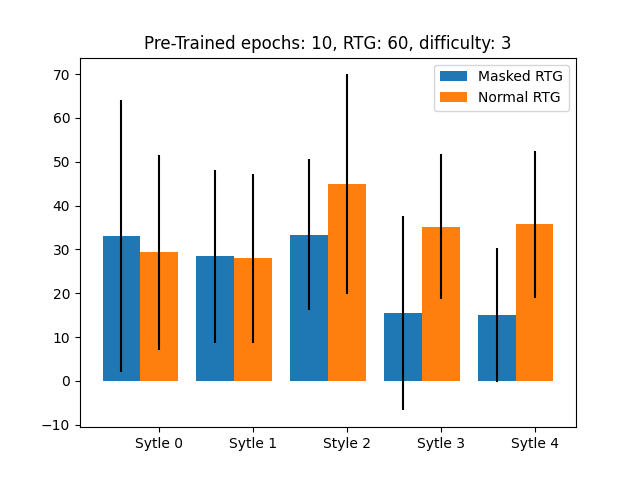 Pre-Trained epochs: 10, RTG: 60, difficulty: 3
Masked RTG
Normal RTG
70
60
50
40
30
20
10
0
−10
Sytle 0
Sytle 1
Style 2
Sytle 3
Sytle 4